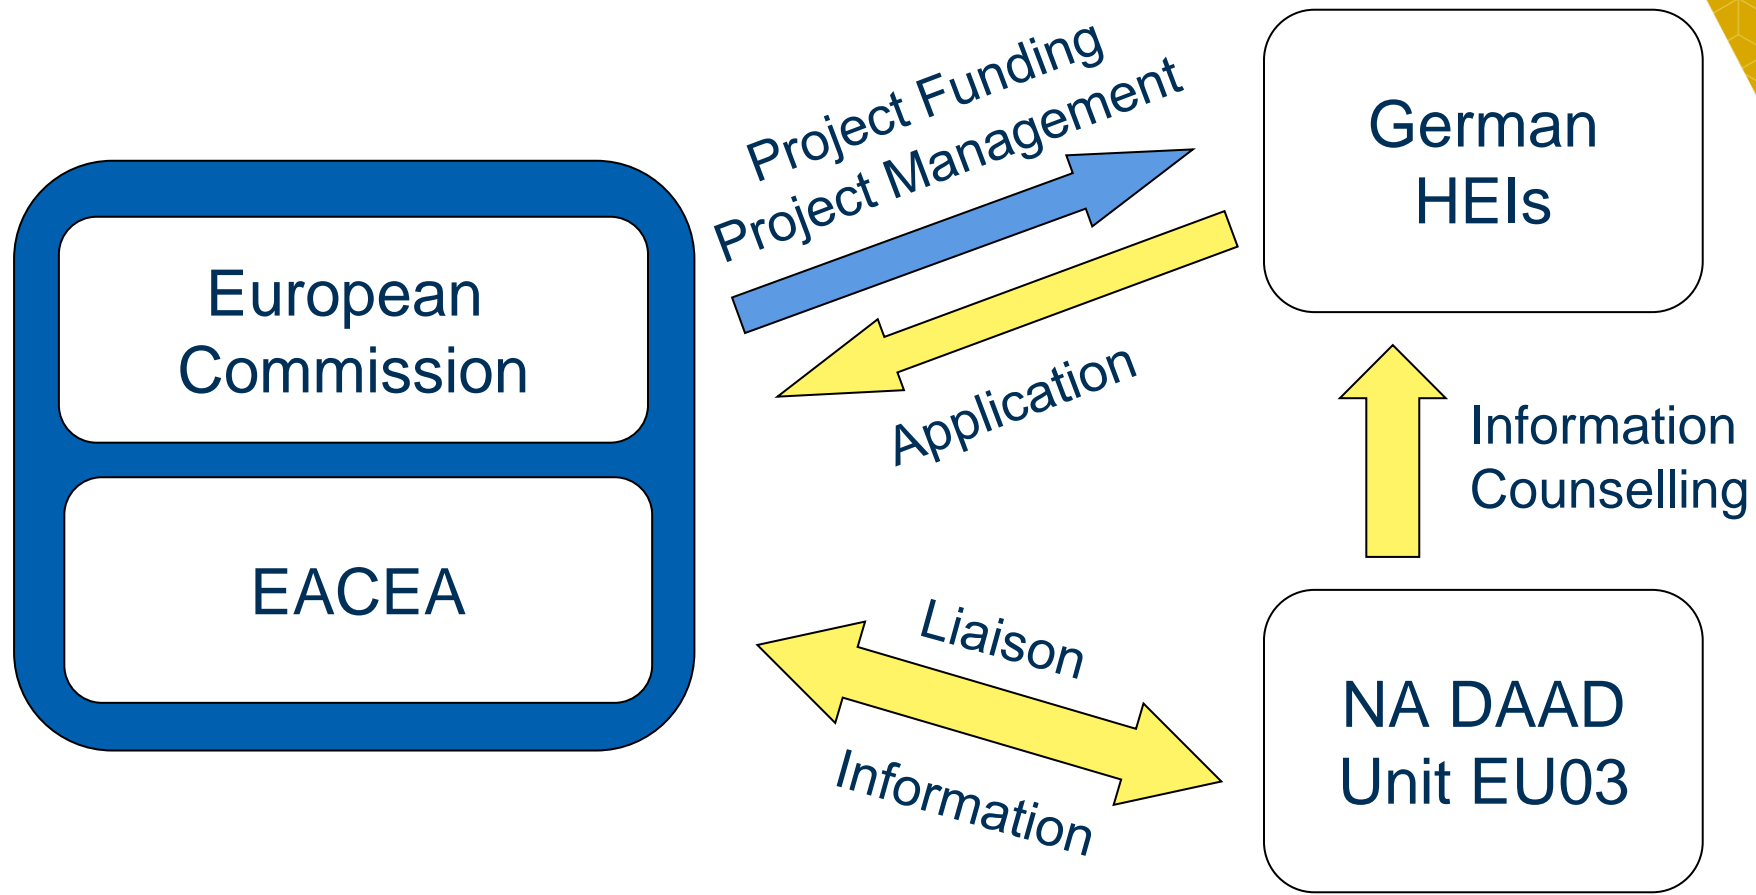 European
Commission
EACEA
Project Funding
Project Management
Application
Liaison
Information
German
HEIs
Information
Counselling
NA DAAD
Unit EU03